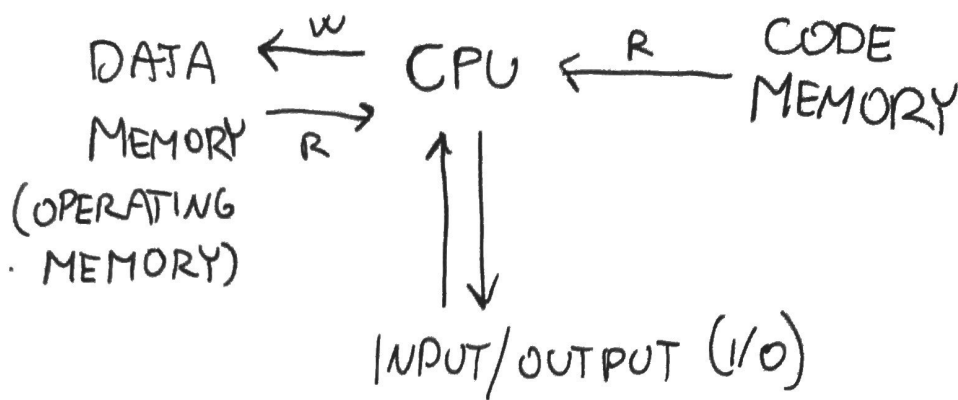 DATA
MEMORY
(OPERATING
MEMORY)
W
R
CPU
R
CODE
MEMORY
INPUT/OUTPUT (I/O)